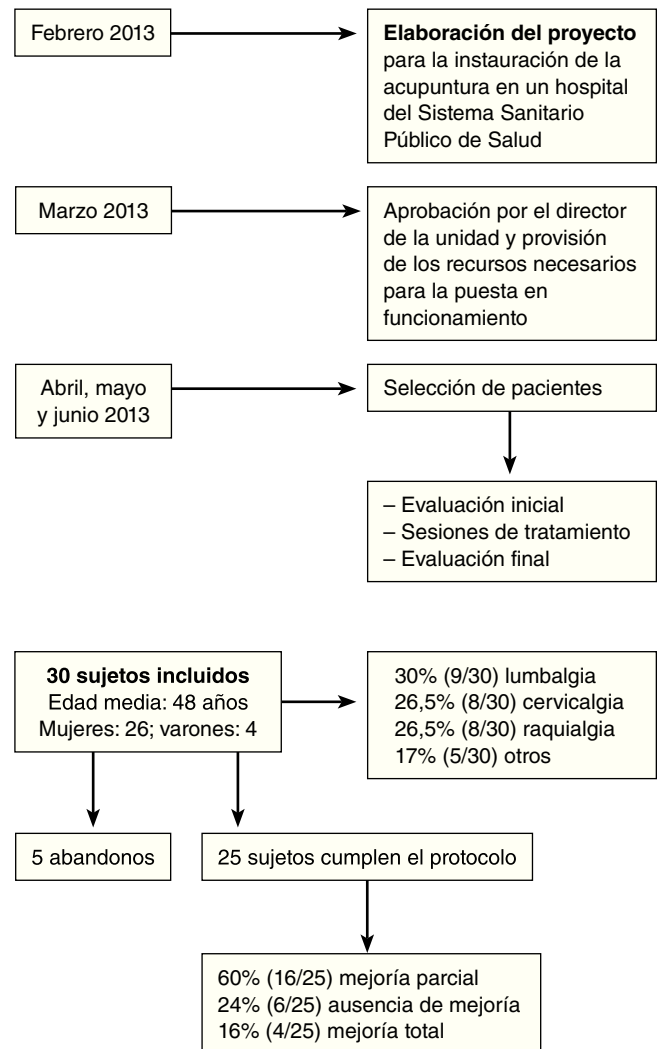 Febrero 2013
Elaboración del proyecto
para la instauración de la
acupuntura en un hospital
del Sistema Sanitario
Público de Salud
Marzo 2013
Aprobación por el director
de la unidad y provisión
de los recursos necesarios
para la puesta en
funcionamiento
Abril, mayo
y junio 2013
Selección de pacientes
– Evaluación inicial
– Sesiones de tratamiento
– Evaluación final
30 sujetos incluidos
Edad media: 48 años
Mujeres: 26; varones: 4
30% (9/30) lumbalgia
26,5% (8/30) cervicalgia
26,5% (8/30) raquialgia
17% (5/30) otros
5 abandonos
25 sujetos cumplen el protocolo
60% (16/25) mejoría parcial
24% (6/25) ausencia de mejoría
16% (4/25) mejoría total